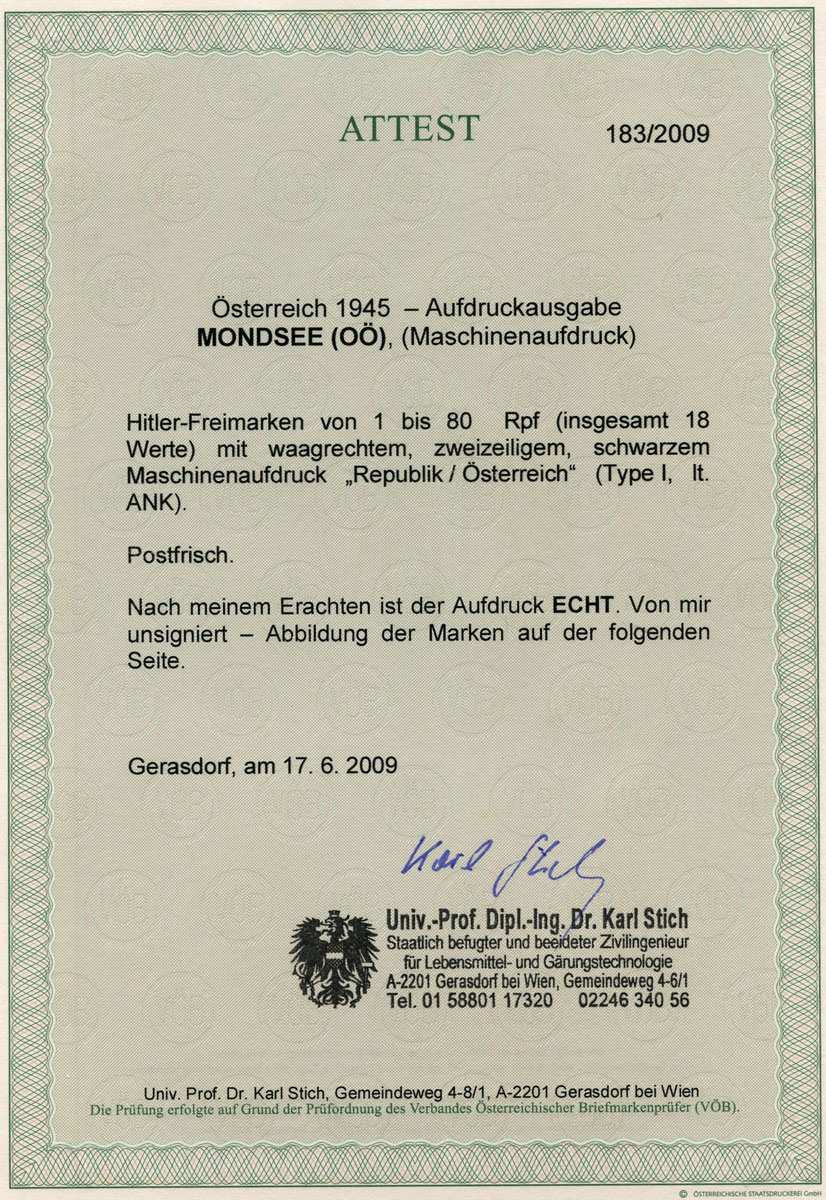 ATTEST
183/2009
Österreich 1945 – Aufdruckausgabe
MONDSEE (OÖ), (Maschinenaufdruck)
Hitler-Freimarken von 1 bis 80 Rpf (insgesamt 18
Werte) mit waagrechtem, zweizeiligem, schwarzem
Maschinenaufdruck „Republik / Österreich“ (Type I, lt.
ANK).
Postfrisch.
Nach meinem Erachten ist der Aufdruck ECHT. Von mir
unsigniert – Abbildung der Marken auf der folgenden
Seite.
Gerasdorf, am 17. 6. 2009
Karl Stich
Univ.-Prof. Dipl.-Ing. Dr. Karl Stich
Staatlich befugter und beeideter Zivilingenieur
für Lebensmittel- und Gärungstechnologie
A-2201 Gerasdorf bei Wien, Gemeindeweg 4-6/1
Tel. 01 58801 17320 02246 340 56
Univ. Prof. Dr. Karl Stich, Gemeindeweg 4-8/1, A-2201 Gerasdorf bei Wien
Die Prüfung erfolgte auf Grund der Prüfordnung des Verbandes Österreichischer Briefmarkenprüfer (VÖB).
© ÖSTERREICHISCHE STAATSDRUCKEREI GmbH